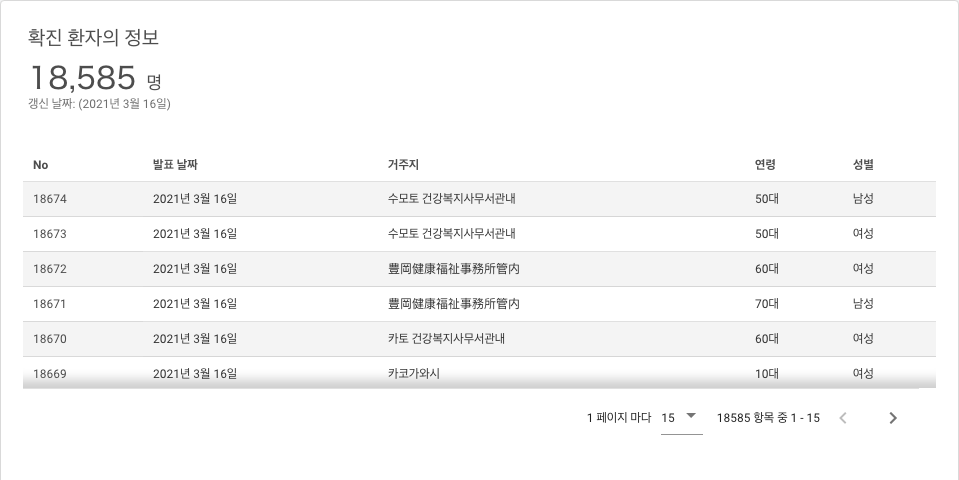 확진 환자의 정보
18,585 명
갱신 날짜: (2021년 3월 16일)
No 발표 날짜 거주지 연령 성별
18674 2021년 3월 16일 수모토 건강복지사무서관내 50대 남성
18673 2021년 3월 16일 수모토 건강복지사무서관내 50대 여성
18672 2021년 3월 16일 豊岡健康福祉事務所管内 60대 여성
18671 2021년 3월 16일 豊岡健康福祉事務所管内 70대 남성
18670 2021년 3월 16일 카토 건강복지사무서관내 60대 여성
18669 2021년 3월 16일 카코가와시 10대 여성
1 페이지 마다 15 18585 항목 중 1 - 15